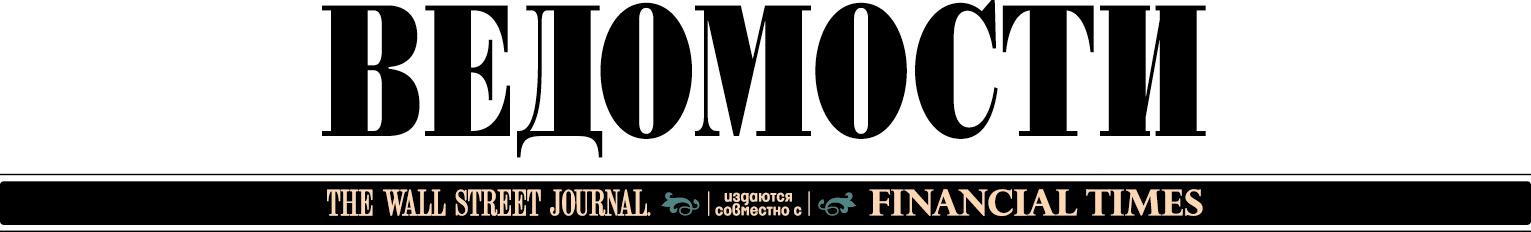 ВЕДОМОСТИ
THE WALL STREET JOURNAL.
издаются
совместно с
FINANCIAL TIMES